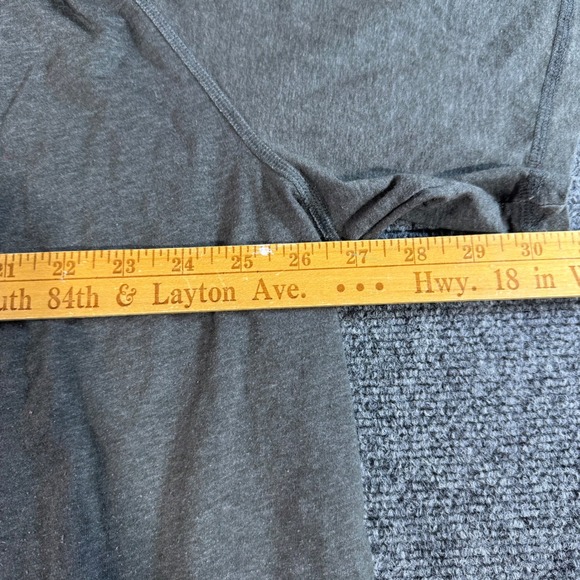 21 22 23 24 25 26 27 28 29 30
uth 84th & Layton Ave. • • • Hwy. 18 in W